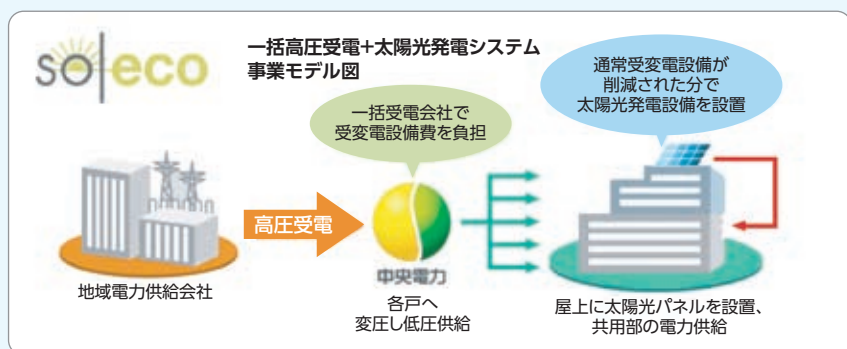 soleco
一括高圧受電+太陽光発電システム
事業モデル図
通常受変電設備が
削減された分で
太陽光発電設備を設置
一括受電会社で
受変電設備費を負担
高圧受電
中央電力
地域電力供給会社
各戸へ
変圧し低圧供給
屋上に太陽光パネルを設置、
共用部の電力供給